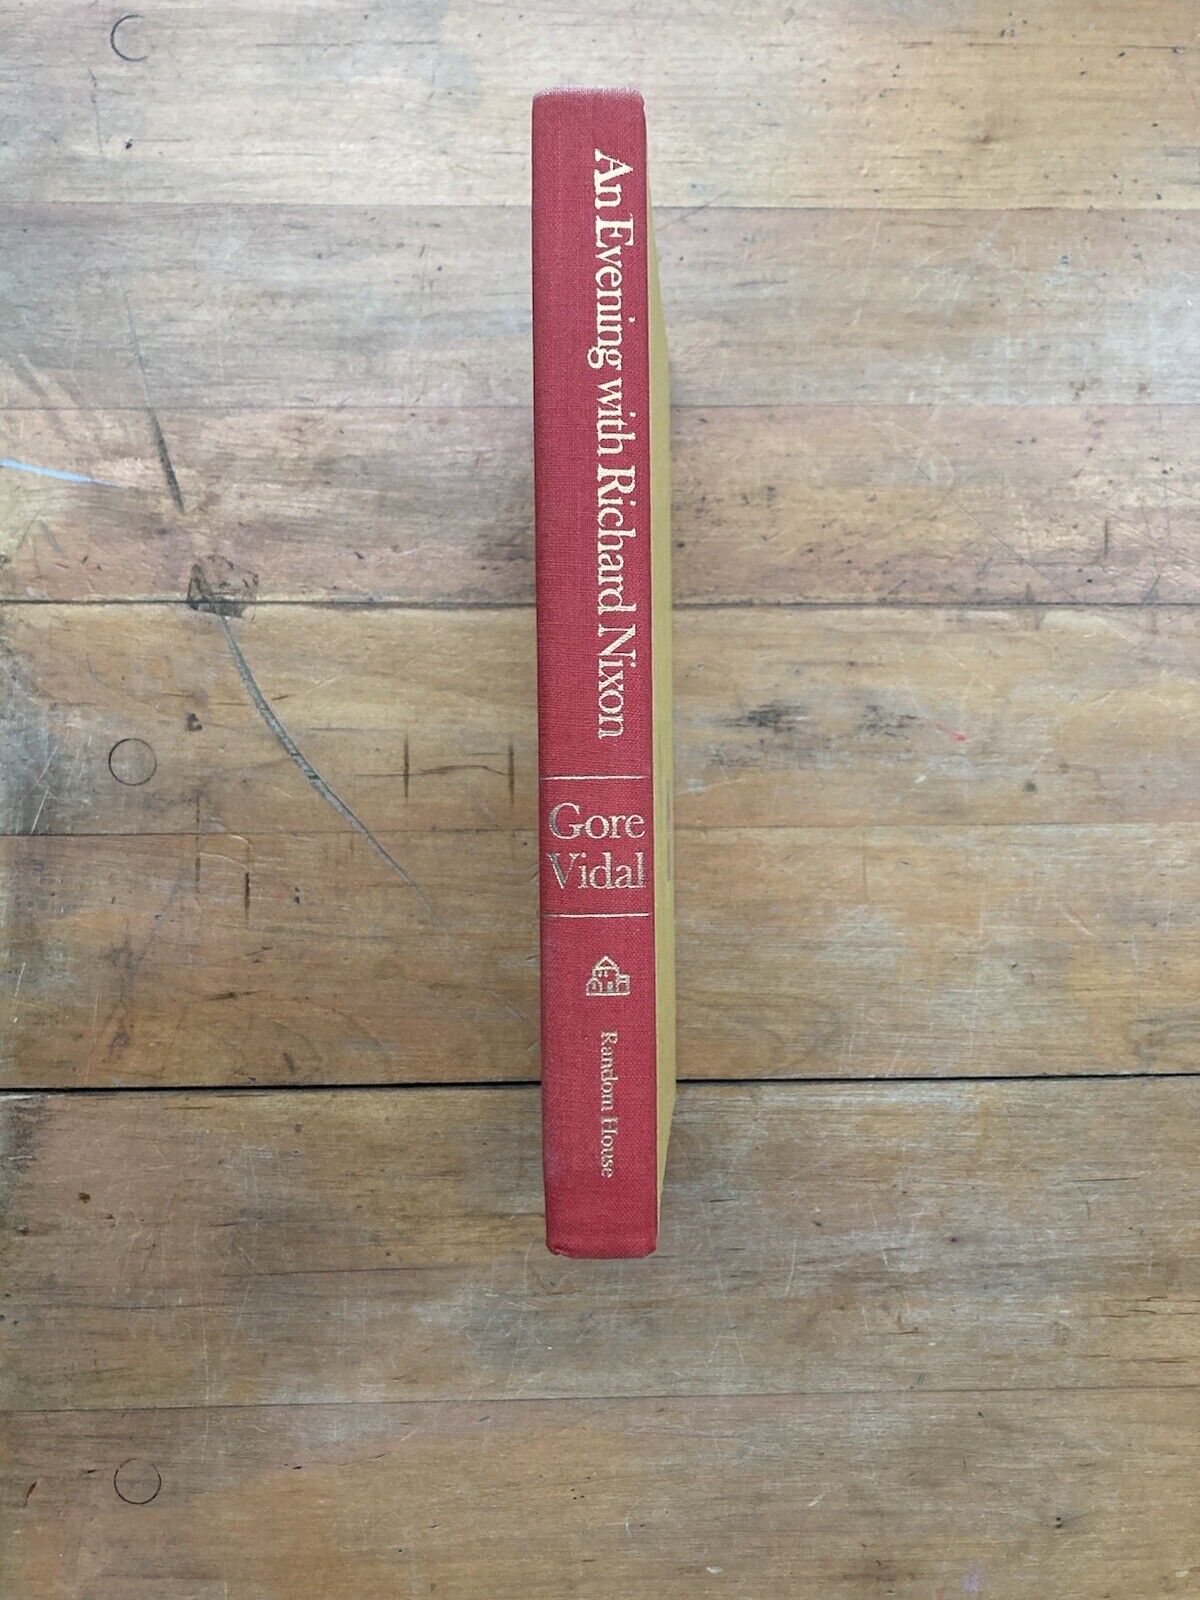 An Evening with Richard Nixon
Gore
Vidal
Random House